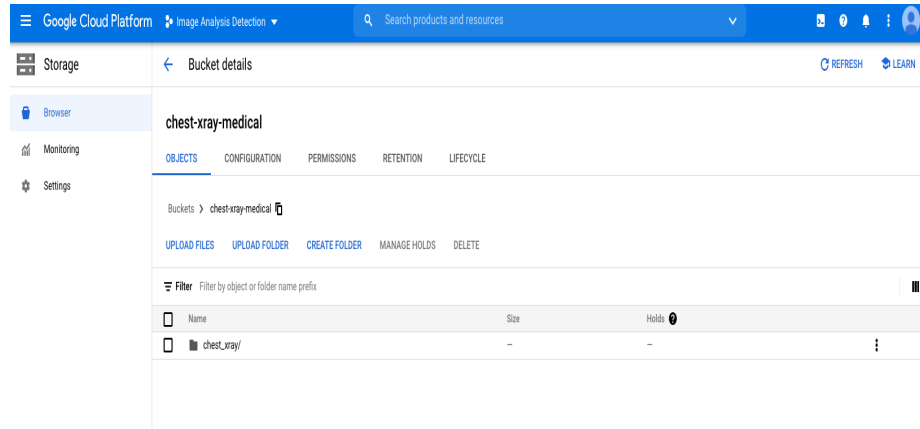 Google Cloud Platform Image Analysis Detection Search products and resources
Storage Bucket details REFRESH LEARN
Browser
Monitoring
Settings
chest-xray-medical
OBJECTS CONFIGURATION PERMISSIONS RETENTION LIFECYCLE
Buckets > chest-xray-medical
UPLOAD FILES UPLOAD FOLDER CREATE FOLDER MANAGE HOLDS DELETE
Filter Filter by object or folder name prefix
Name Size Holds
chest_xray/ — —